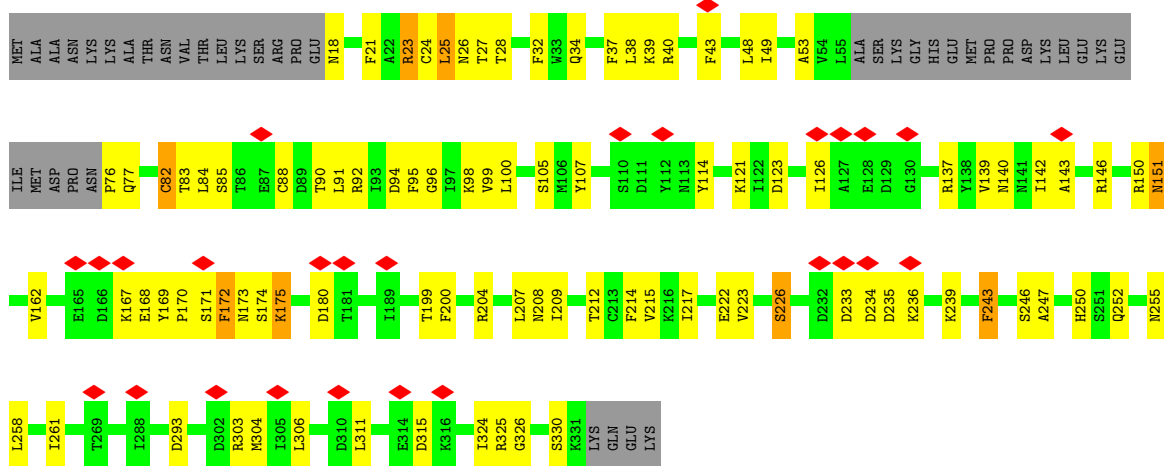 MET ALA ALA ASN LYS LYS ALA THR ASN VAL THR LEU LYS SER ARG PRO GLU N18 F21 A22 R23 C24 L25 N26 T27 T28 F32 W33 Q34 F37 L38 K39 R40 F43 L48 I49 A53 V54 L55 ALA SER LYS GLY HIS GLU MET PRO PRO ASP LYS LEU GLU LYS GLU
ILE MET ASP PRO ASN P76 Q77 C82 T83 L84 S85 T86 E87 C88 D89 T90 L91 R92 I93 D94 F95 G96 I97 K98 V99 L100 S105 M106 Y107 S110 D111 Y112 N113 Y114 K121 I122 D123 I126 A127 E128 D129 G130 R137 Y138 V139 N140 N141 I142 A143 R146 R150 N151
V162 E165 D166 K167 E168 Y169 P170 S171 F172 N173 S174 K175 D180 T181 I189 T199 F200 R204 L207 N208 I209 T212 C213 F214 V215 K216 I217 E222 V223 S226 D232 D233 D234 D235 K236 K239 F243 S246 A247 H250 S251 Q252 N255
L258 I261 T269 I288 D293 D302 R303 M304 I305 L306 D310 L311 E314 D315 K316 I324 R325 G326 S330 K331 LYS GLN GLU LYS